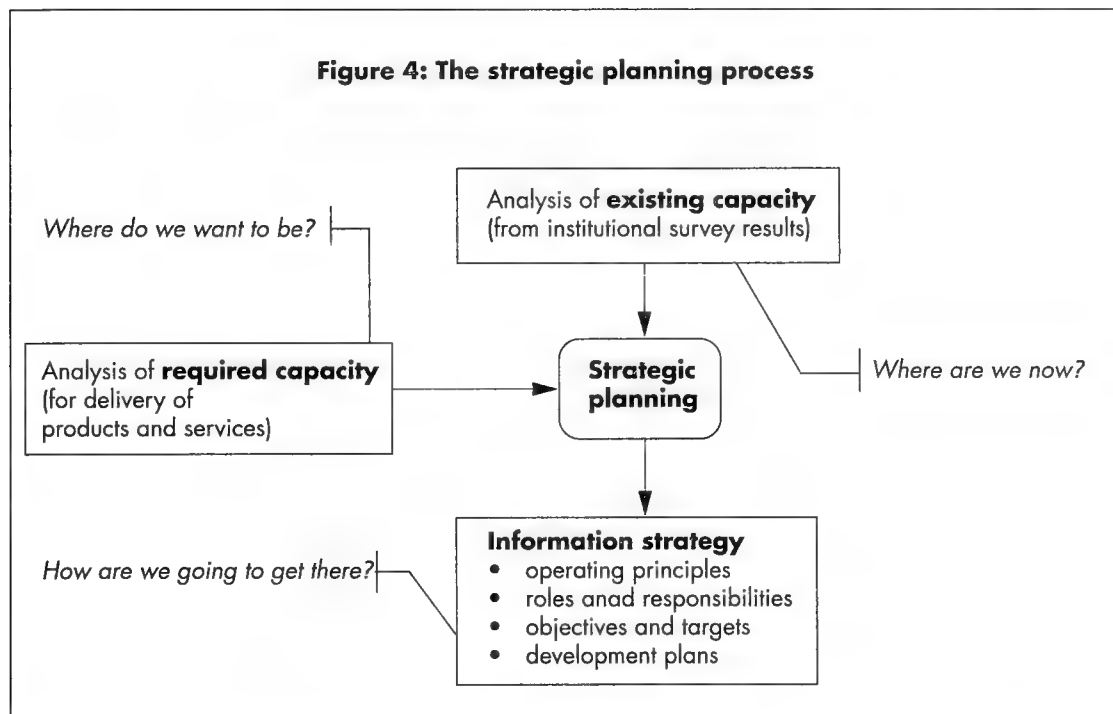 Figure 4: The strategic planning process
Analysis of existing capacity
(from institutional survey results)
Where do we want to be?
Analysis of required capacity
(for delivery of
products and services)
Strategic
planning
Where are we now?
Information strategy
• operating principles
• roles anad responsibilities
• objectives and targets
• development plans
How are we going to get there?